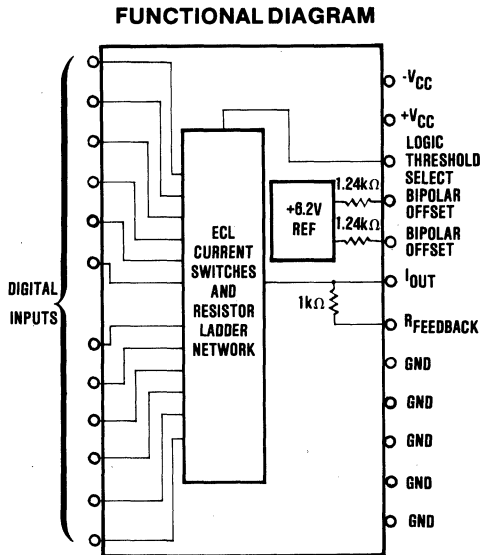 FUNCTIONAL DIAGRAM
-VCC
+VCC
LOGIC
THRESHOLD
SELECT
1.24kΩ
BIPOLAR
OFFSET
+6.2V
REF
1.24kΩ
BIPOLAR
OFFSET
ECL
CURRENT
SWITCHES
AND
RESISTOR
LADDER
NETWORK
IOUT
1kΩ
RFEEDBACK
DIGITAL
INPUTS
GND
GND
GND
GND
GND